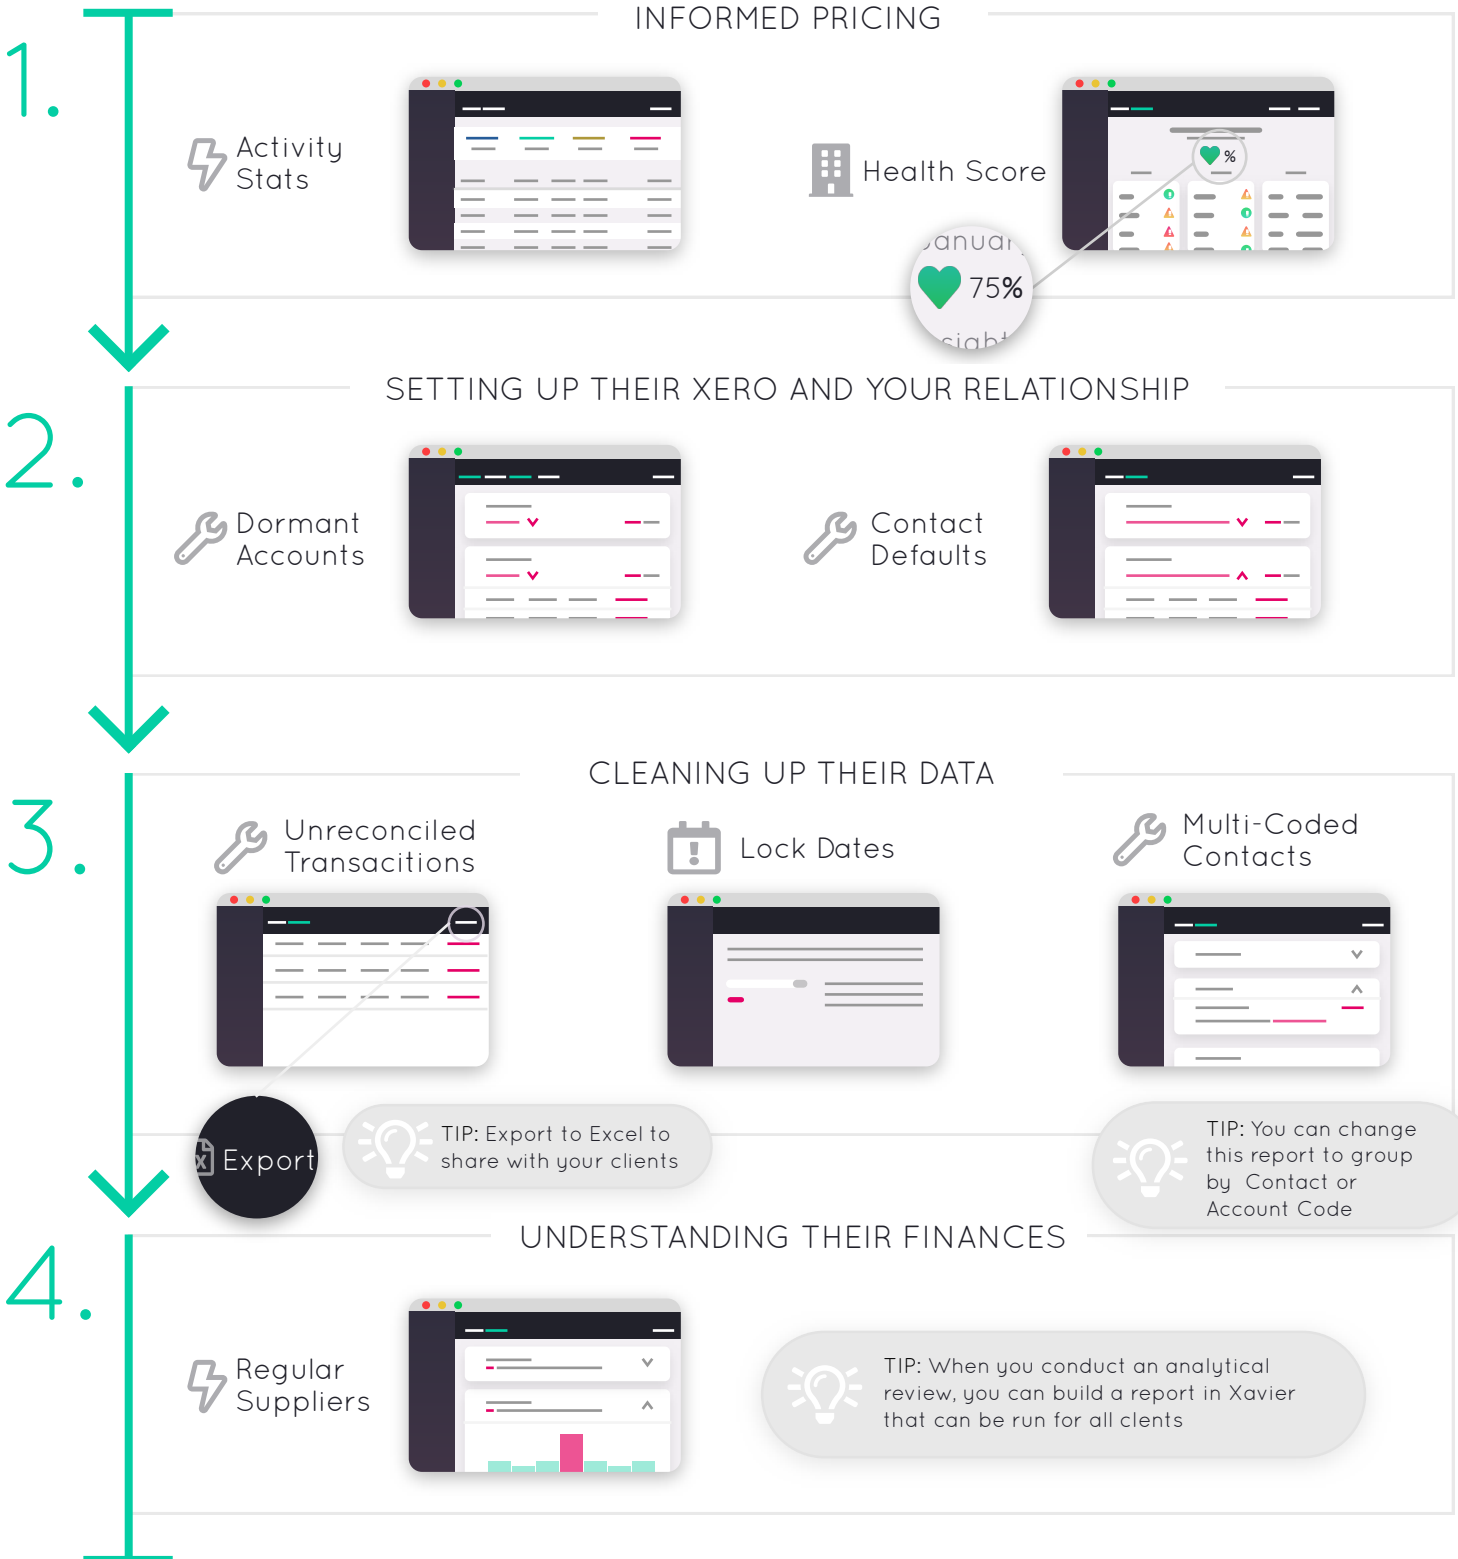 1.
INFORMED PRICING
Activity
Stats
Health Score
%
75%
2.
SETTING UP THEIR XERO AND YOUR RELATIONSHIP
Dormant
Accounts
Contact
Defaults
3.
CLEANING UP THEIR DATA
Unreconciled
Transacitions
Lock Dates
Multi-Coded
Contacts
Export
TIP: Export to Excel to
share with your clients
TIP: You can change
this report to group
by Contact or
Account Code
4.
UNDERSTANDING THEIR FINANCES
Regular
Suppliers
TIP: When you conduct an analytical
review, you can build a report in Xavier
that can be run for all clents